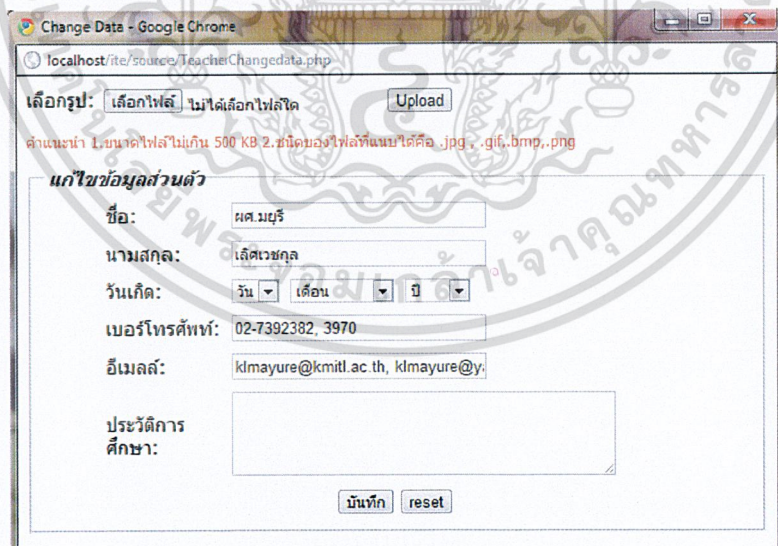 Change Data - Google Chrome
localhost/ite/source/TeacherChangedata.php
เลือกรูป: เลือกไฟล์ ไม่ได้เลือกไฟล์ใด Upload
คำแนะนำ 1.ขนาดไฟล์ไม่เกิน 500 KB 2.ชนิดของไฟล์ที่แนบได้คือ .jpg , .gif,.bmp,.png
แก้ไขข้อมูลส่วนตัว
ชื่อ: ผศ.มยุรี
นามสกุล: เลิศเวชกุล
วันเกิด: วัน เดือน ปี
เบอร์โทรศัพท์: 02-7392382, 3970
อีเมลล์: klmayure@kmitl.ac.th, klmayure@y
ประวัติการ
ศึกษา:
บันทึก reset